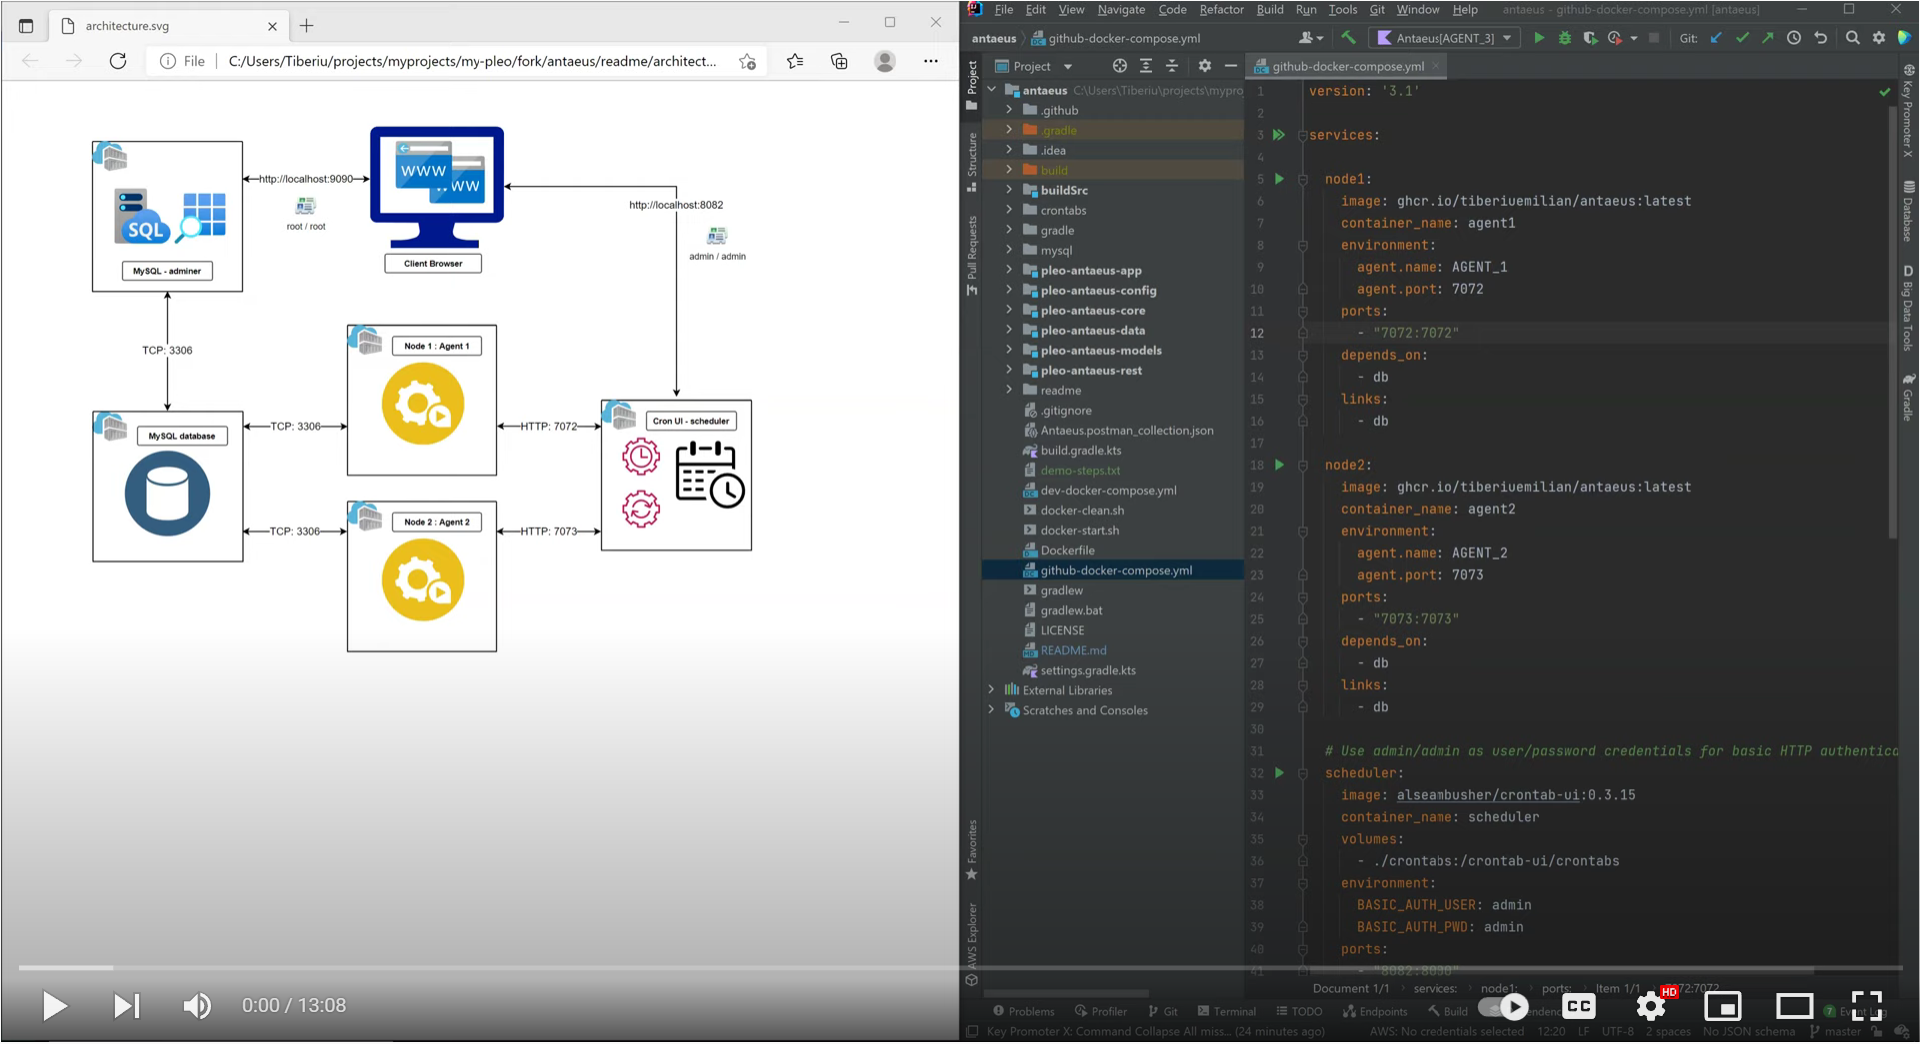 architecture.svg
File
C:/Users/Tiberiu/projects/myprojects/my-pleo/fork/antaeus/readme/architect...
SQL
MySQL - adminer
http://localhost:9090
root / root
WWW
WWW
Client Browser
http://localhost:8082
admin / admin
TCP: 3306
Node 1 : Agent 1
MySQL database
TCP: 3306
HTTP: 7072
Cron UI - scheduler
Node 2 : Agent 2
TCP: 3306
HTTP: 7073
0:00 / 13:08
File Edit View Navigate Code Refactor Build Run Tools Git Window Help antaeus - github-docker-compose.yml [antaeus]
antaeus github-docker-compose.yml Antaeus[AGENT_3] Git:
Project
github-docker-compose.yml
Project
Structure
Pull Requests
Favorites
AWS Explorer
antaeus C:\Users\Tiberiu\projects\mypro
.github
.gradle
.idea
build
buildSrc
crontabs
gradle
mysql
pleo-antaeus-app
pleo-antaeus-config
pleo-antaeus-core
pleo-antaeus-data
pleo-antaeus-models
pleo-antaeus-rest
readme
.gitignore
Antaeus.postman_collection.json
build.gradle.kts
demo-steps.txt
dev-docker-compose.yml
docker-clean.sh
docker-start.sh
Dockerfile
github-docker-compose.yml
gradlew
gradlew.bat
LICENSE
README.md
settings.gradle.kts
External Libraries
Scratches and Consoles
1 version: '3.1'
2
3 services:
4
5 node1:
6 image: ghcr.io/tiberiuemilian/antaeus:latest
7 container_name: agent1
8 environment:
9 agent.name: AGENT_1
10 agent.port: 7072
11 ports:
12 - "7072:7072"
13 depends_on:
14 - db
15 links:
16 - db
17
18 node2:
19 image: ghcr.io/tiberiuemilian/antaeus:latest
20 container_name: agent2
21 environment:
22 agent.name: AGENT_2
23 agent.port: 7073
24 ports:
25 - "7073:7073"
26 depends_on:
27 - db
28 links:
29 - db
30
31 # Use admin/admin as user/password credentials for basic HTTP authentica
32 scheduler:
33 image: alseambusher/crontab-ui:0.3.15
34 container_name: scheduler
35 volumes:
36 - ./crontabs:/crontab-ui/crontabs
37 environment:
38 BASIC_AUTH_USER: admin
39 BASIC_AUTH_PWD: admin
40 ports:
41 - "8082:8000"
Key Promoter X
Database
D Big Data Tools
Gradle
Document 1/1 services: node1: ports: Item 1/1 7072:7072
Problems Profiler Git Terminal TODO Endpoints Build
CC
HD
7
Key Promoter X: Command Collapse All miss... (24 minutes ago) AWS: No credentials selected 12:20 LF UTF-8 2 spaces No JSON schema master